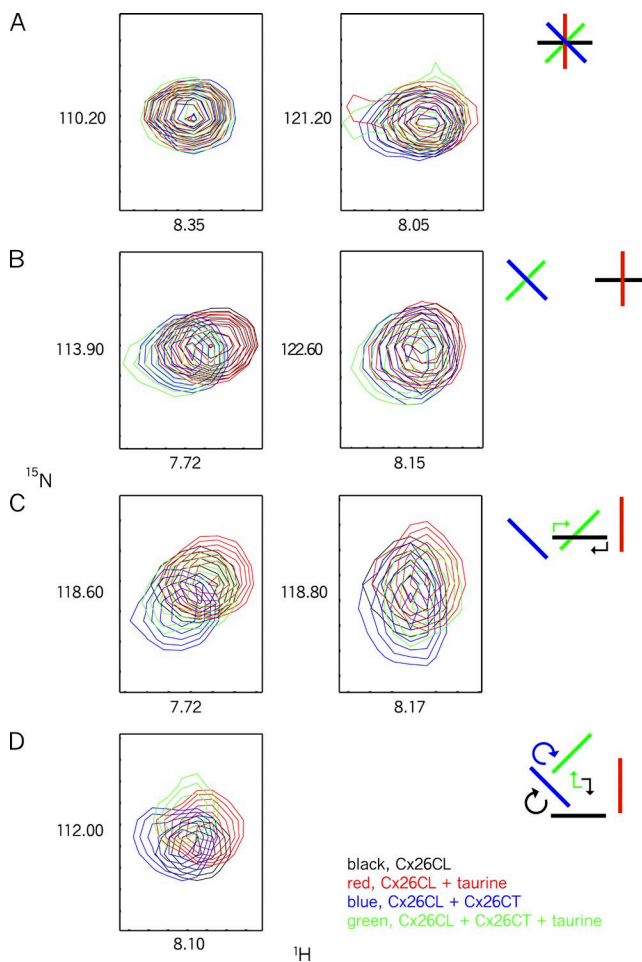 A
110.20
121.20
8.35
8.05
B
113.90
122.60
7.72
8.15
15N
C
118.60
118.80
7.72
8.17
D
112.00
8.10
1H
black, Cx26CL
red, Cx26CL + taurine
blue, Cx26CL + Cx26CT
green, Cx26CL + Cx26CT + taurine